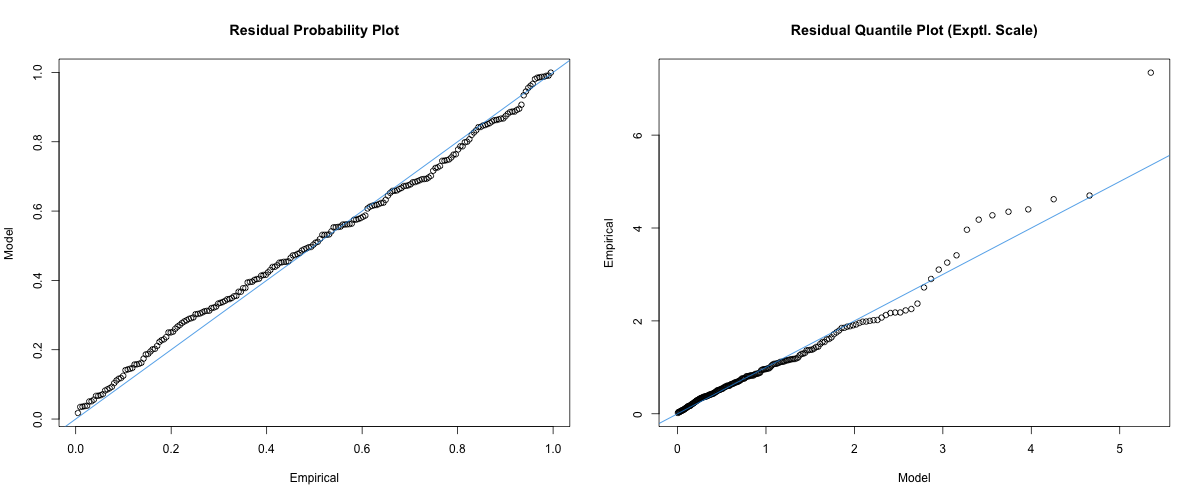 Residual Probability Plot
1.0
0.8
0.6
0.4
0.2
0.0
Model
0.0 0.2 0.4 0.6 0.8 1.0
Empirical
Residual Quantile Plot (Exptl. Scale)
6
4
2
0
Empirical
0 1 2 3 4 5
Model